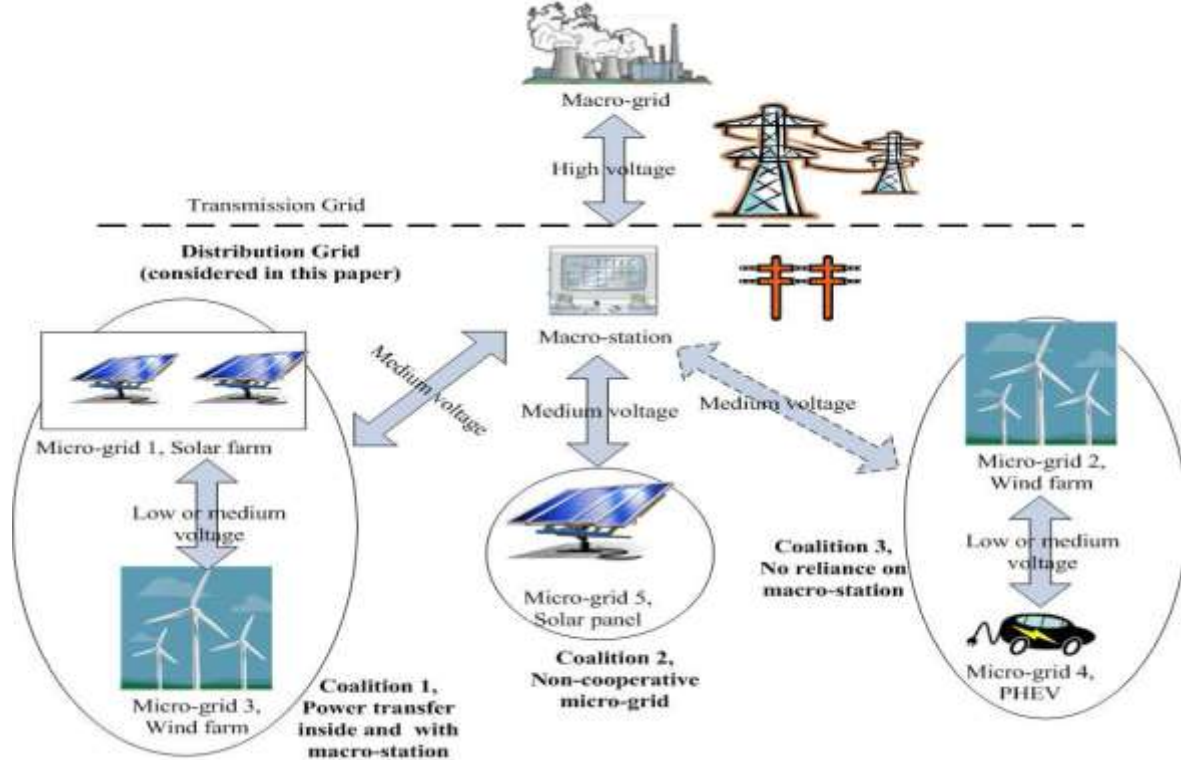 Macro-grid
High voltage
Transmission Grid
Distribution Grid
(considered in this paper)
Macro-station
Medium voltage
Medium voltage
Medium voltage
Micro-grid 1, Solar farm
Low or medium
voltage
Micro-grid 3,
Wind farm
Coalition 1,
Power transfer
inside and with
macro-station
Micro-grid 5,
Solar panel
Coalition 2,
Non-cooperative
micro-grid
Coalition 3,
No reliance on
macro-station
Micro-grid 2,
Wind farm
Low or medium
voltage
Micro-grid 4,
PHEV